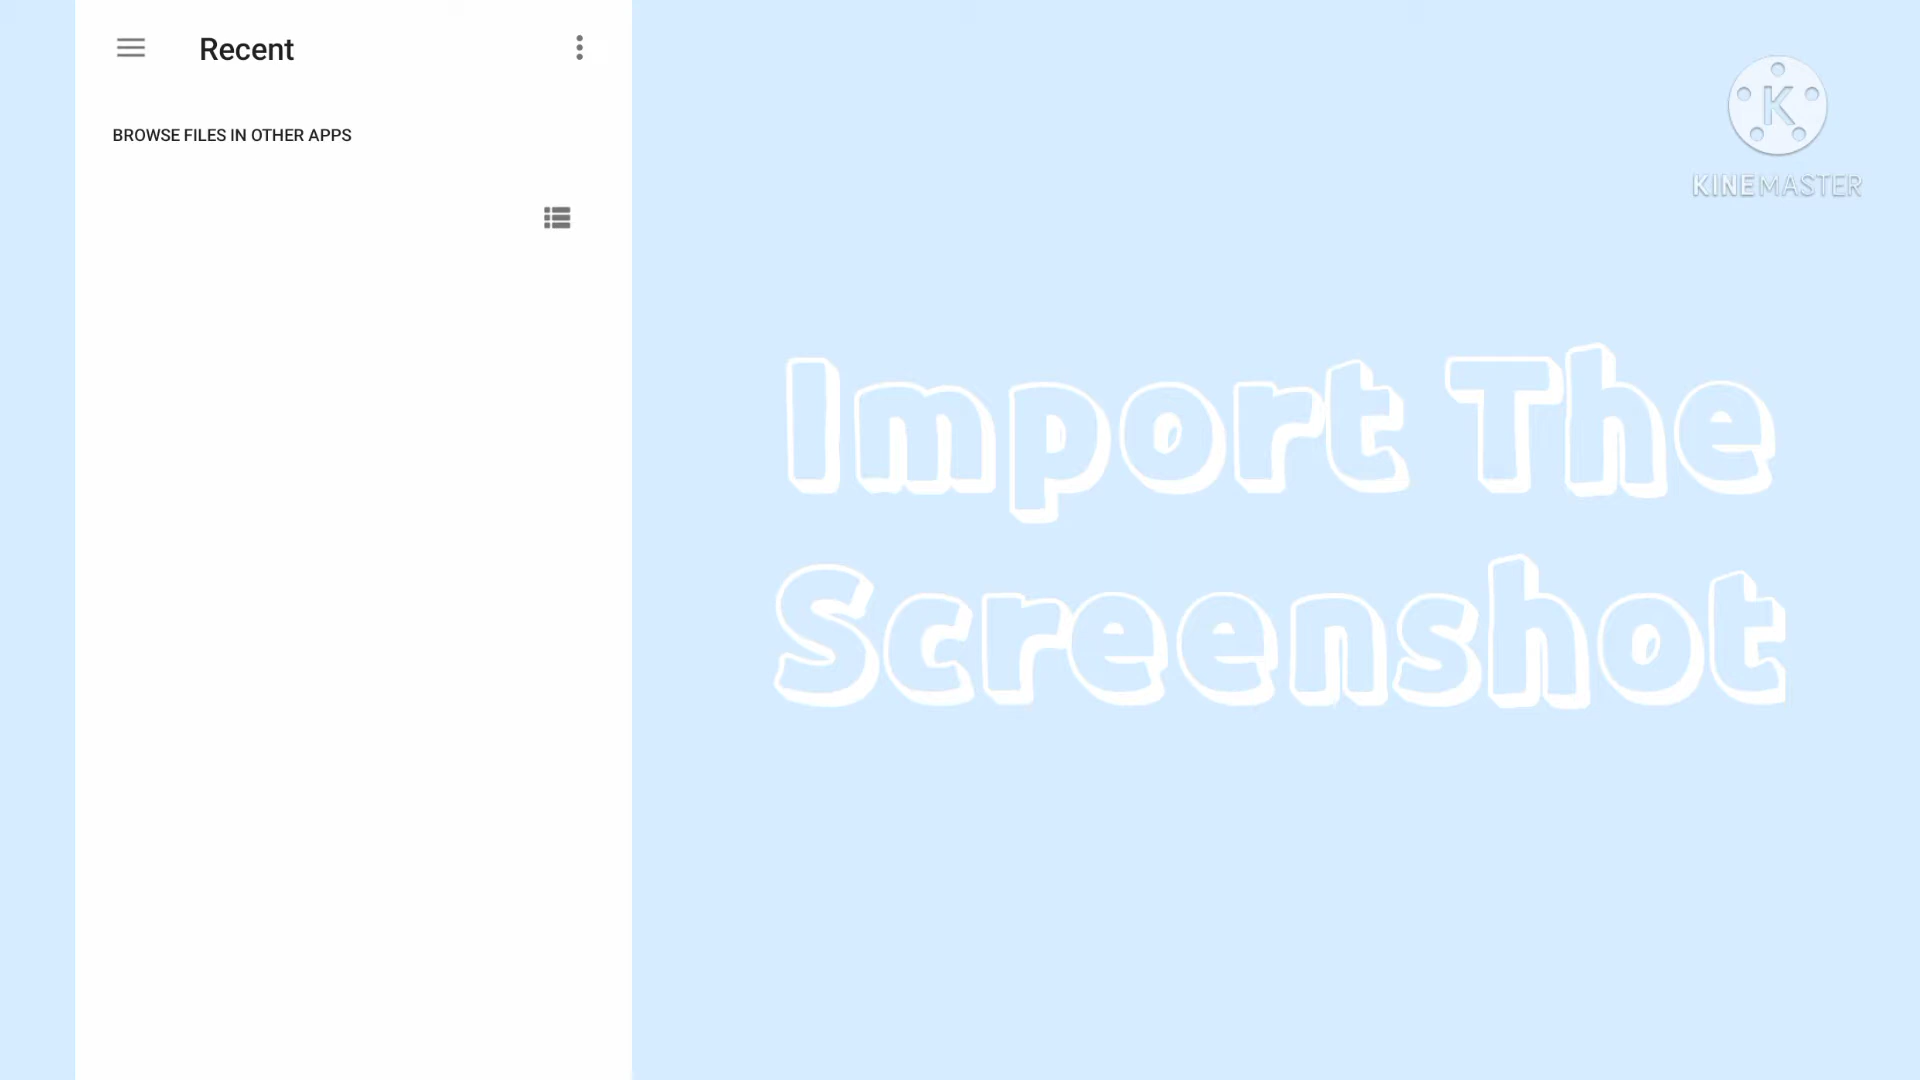 Recent
BROWSE FILES IN OTHER APPS
K
KINEMASTER
Import The
Screenshot